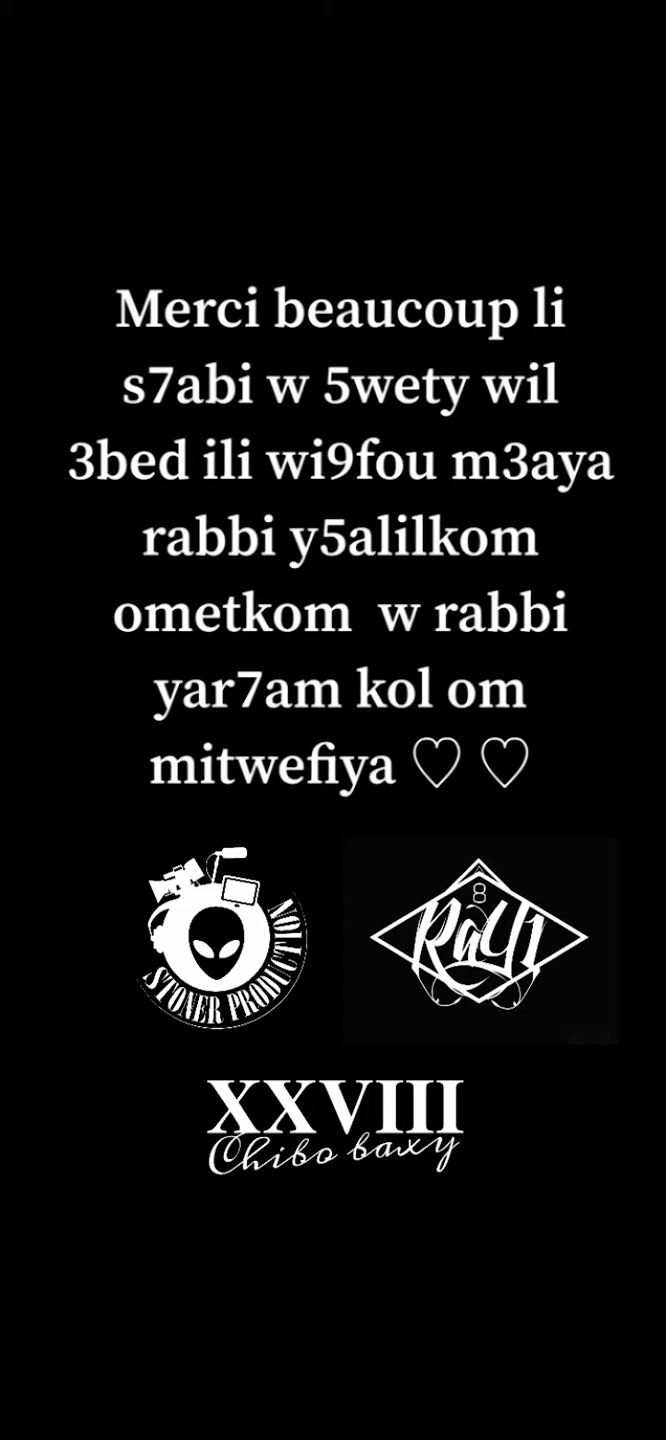 Merci beaucoup li
s7abi w 5wety wil
3bed ili wi9fou m3aya
rabbi y5alilkom
ometkom w rabbi
yar7am kol om
mitwefiya ♡ ♡
STONER PRODUCTION
8
RaY1
XXVIII
Chibo baxy